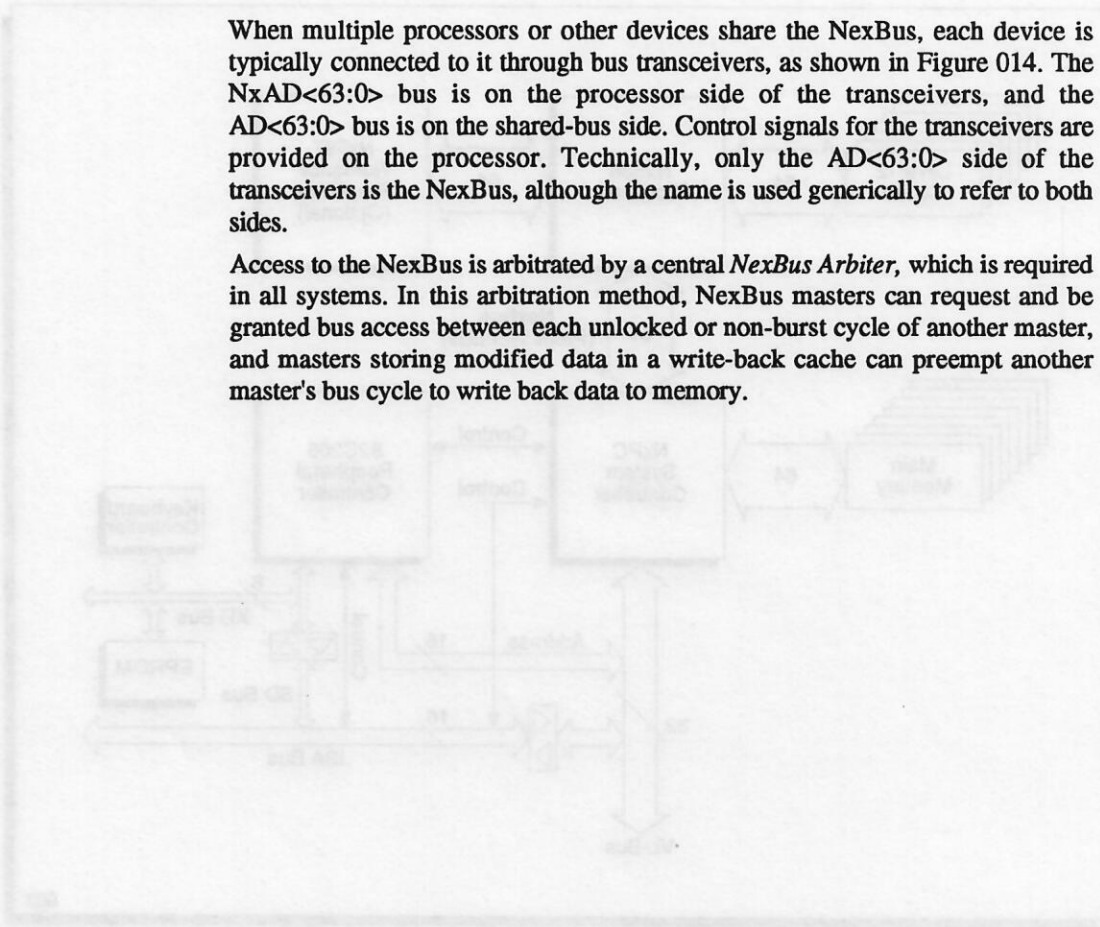 When multiple processors or other devices share the NexBus, each device is
typically connected to it through bus transceivers, as shown in Figure 014. The
NxAD<63:0> bus is on the processor side of the transceivers, and the
AD<63:0> bus is on the shared-bus side. Control signals for the transceivers are
provided on the processor. Technically, only the AD<63:0> side of the
transceivers is the NexBus, although the name is used generically to refer to both
sides.
Access to the NexBus is arbitrated by a central NexBus Arbiter, which is required
in all systems. In this arbitration method, NexBus masters can request and be
granted bus access between each unlocked or non-burst cycle of another master,
and masters storing modified data in a write-back cache can preempt another
master's bus cycle to write back data to memory.